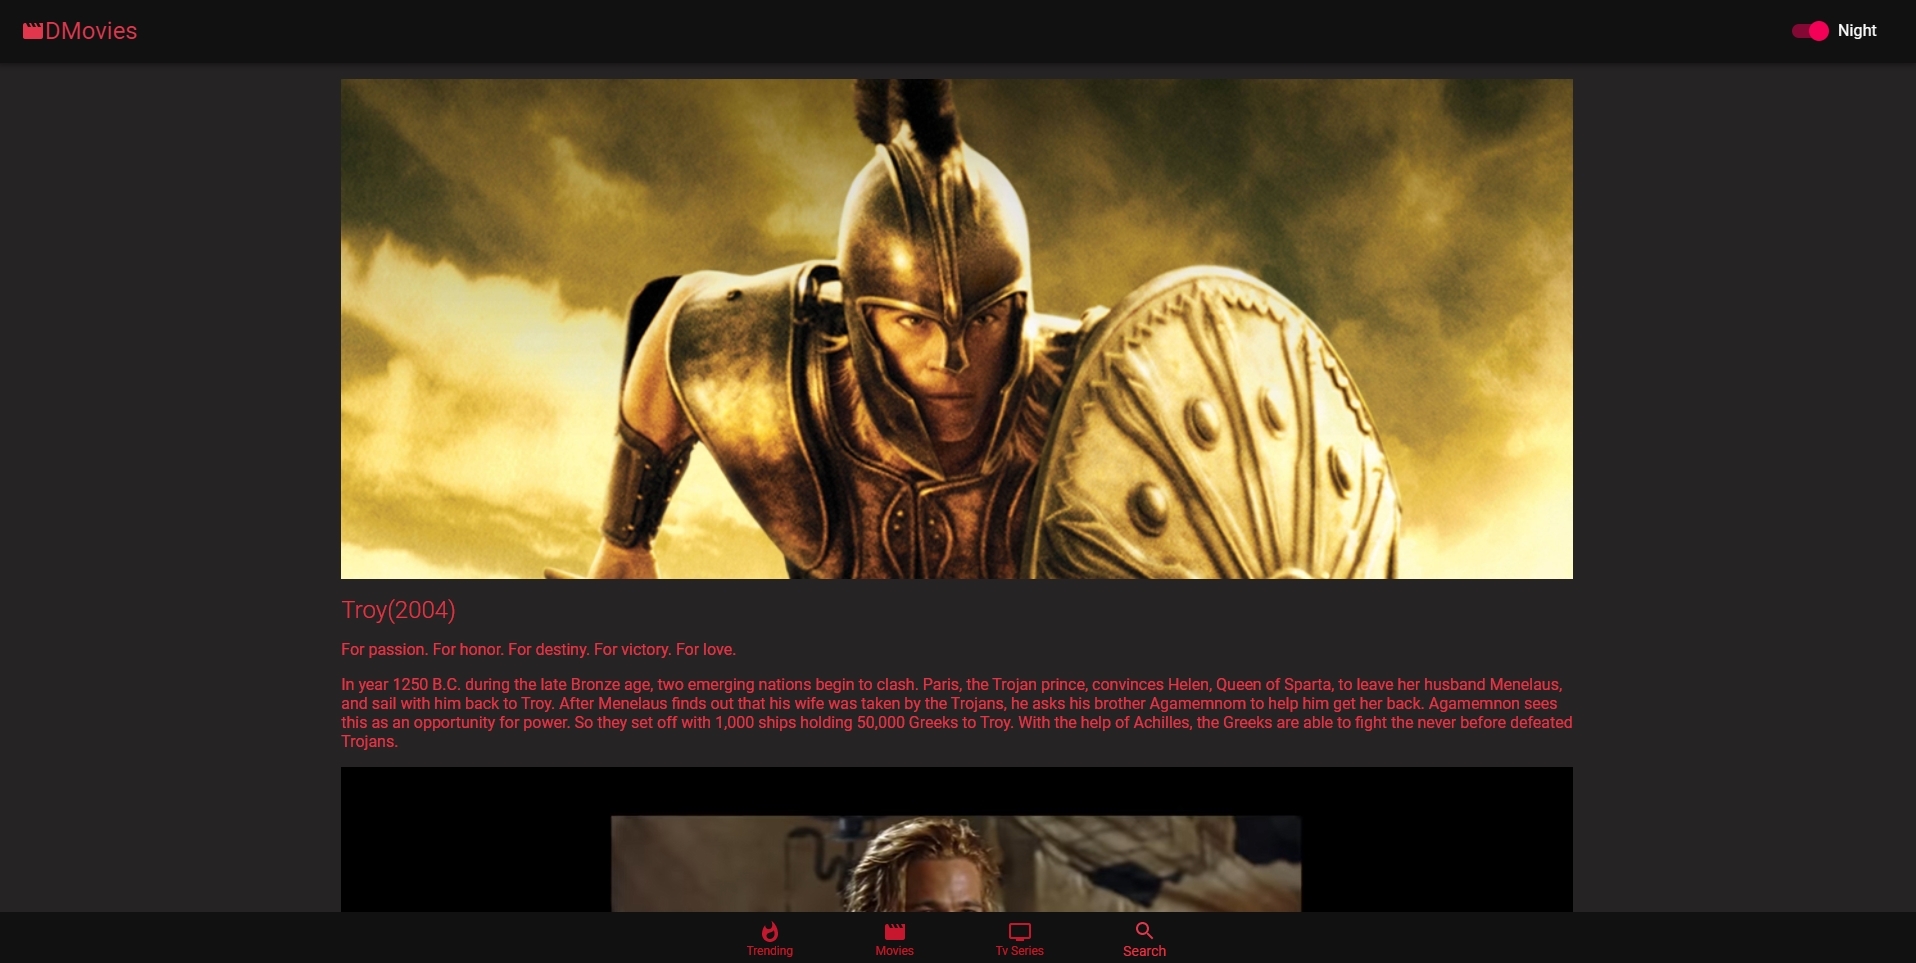 DMovies
Night
Troy(2004)
For passion. For honor. For destiny. For victory. For love.
In year 1250 B.C. during the late Bronze age, two emerging nations begin to clash. Paris, the Trojan prince, convinces Helen, Queen of Sparta, to leave her husband Menelaus,
and sail with him back to Troy. After Menelaus finds out that his wife was taken by the Trojans, he asks his brother Agamemnom to help him get her back. Agamemnon sees
this as an opportunity for power. So they set off with 1,000 ships holding 50,000 Greeks to Troy. With the help of Achilles, the Greeks are able to fight the never before defeated
Trojans.
Trending
Movies
Tv Series
Search